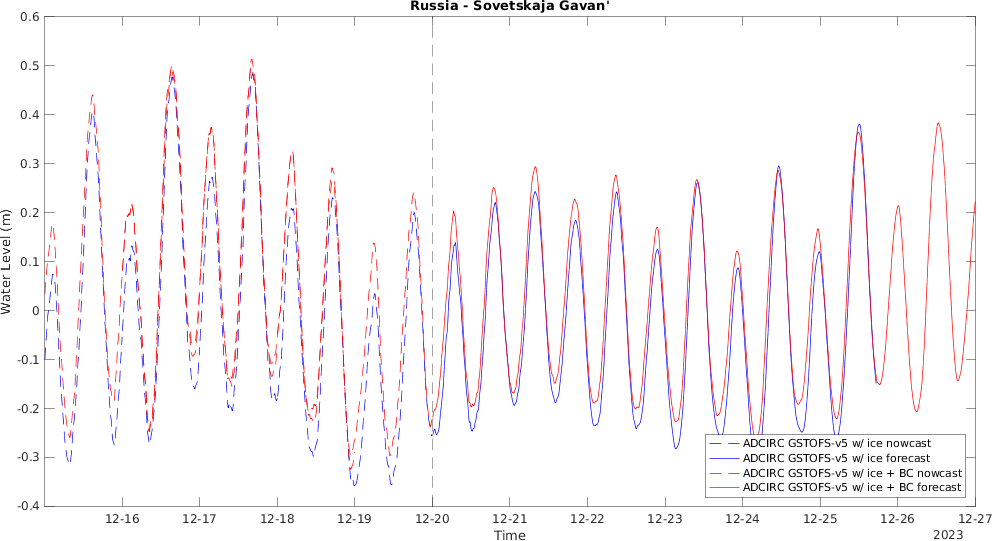 Russia - Sovetskaja Gavan'
0.6
0.5
0.4
0.3
0.2
0.1
0
-0.1
-0.2
-0.3
-0.4
Water Level (m)
ADCIRC GSTOFS-v5 w/ ice nowcast
ADCIRC GSTOFS-v5 w/ ice forecast
ADCIRC GSTOFS-v5 w/ ice + BC nowcast
ADCIRC GSTOFS-v5 w/ ice + BC forecast
12-16 12-17 12-18 12-19 12-20 12-21 12-22 12-23 12-24 12-25 12-26 12-27
Time
2023